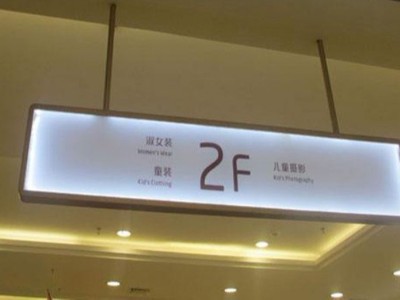 淑女装
Women's Wear
童装
Kid's Clothing
2F
儿童摄影
Kid's Photography